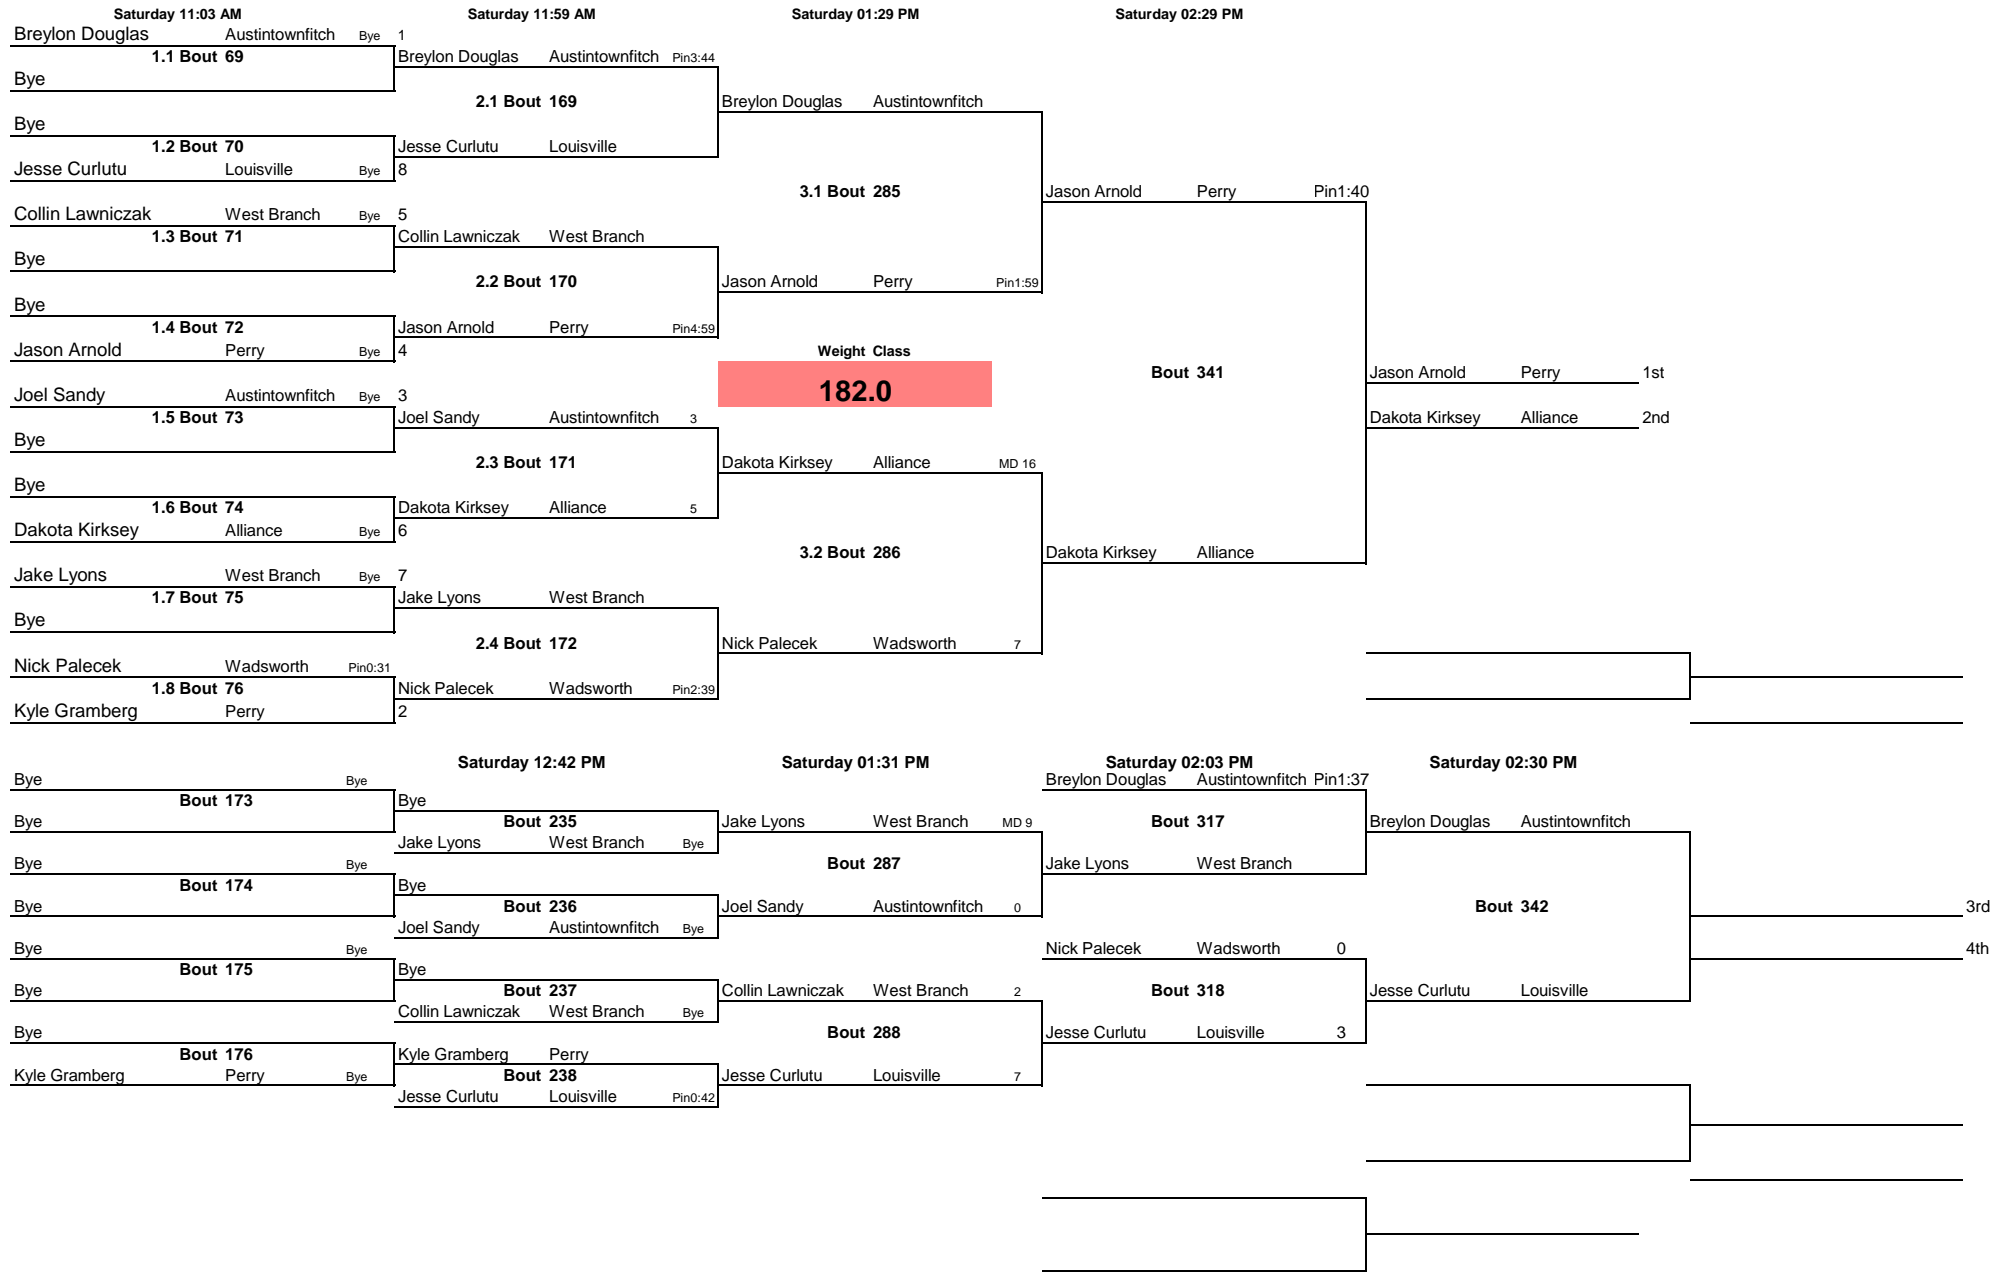 Saturday 11:03 AM Saturday 11:59 AM Saturday 01:29 PM Saturday 02:29 PM
Breylon Douglas Austintownfitch Bye 1
1.1 Bout 69 Breylon Douglas Austintownfitch Pin3:44
Bye
2.1 Bout 169 Breylon Douglas Austintownfitch
Bye
1.2 Bout 70 Jesse Curlutu Louisville
Jesse Curlutu Louisville Bye 8
3.1 Bout 285 Jason Arnold Perry Pin1:40
Collin Lawniczak West Branch Bye 5
1.3 Bout 71 Collin Lawniczak West Branch
Bye
2.2 Bout 170 Jason Arnold Perry Pin1:59
Bye
1.4 Bout 72 Jason Arnold Perry Pin4:59
Jason Arnold Perry Bye 4 Weight Class
Bout 341 Jason Arnold Perry 1st
182.0
Joel Sandy Austintownfitch Bye 3
1.5 Bout 73 Joel Sandy Austintownfitch 3 Dakota Kirksey Alliance 2nd
Bye
2.3 Bout 171 Dakota Kirksey Alliance MD 16
Bye
1.6 Bout 74 Dakota Kirksey Alliance 5
Dakota Kirksey Alliance Bye 6
3.2 Bout 286 Dakota Kirksey Alliance
Jake Lyons West Branch Bye 7
1.7 Bout 75 Jake Lyons West Branch
Bye
2.4 Bout 172 Nick Palecek Wadsworth 7
Nick Palecek Wadsworth Pin0:31
1.8 Bout 76 Nick Palecek Wadsworth Pin2:39
Kyle Gramberg Perry 2
Saturday 12:42 PM Saturday 01:31 PM Saturday 02:03 PM Saturday 02:30 PM
Bye Bye Breylon Douglas Austintownfitch Pin1:37
Bout 173 Bye
Bye Bout 235 Jake Lyons West Branch MD 9 Bout 317 Breylon Douglas Austintownfitch
Jake Lyons West Branch Bye
Bye Bye Bout 287 Jake Lyons West Branch
Bout 174 Bye
Bye Bout 236 Joel Sandy Austintownfitch 0 Bout 342 3rd
Joel Sandy Austintownfitch Bye
Bye Bye Nick Palecek Wadsworth 0 4th
Bout 175 Bye
Bye Bout 237 Collin Lawniczak West Branch 2 Bout 318 Jesse Curlutu Louisville
Collin Lawniczak West Branch Bye
Bye Bout 288 Jesse Curlutu Louisville 3
Bout 176 Kyle Gramberg Perry
Kyle Gramberg Perry Bye Bout 238 Jesse Curlutu Louisville 7
Jesse Curlutu Louisville Pin0:42